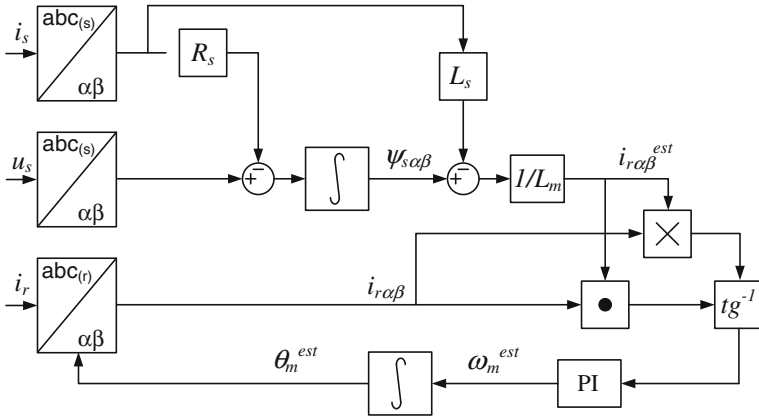 i_s
abc(s)
αβ
R_s
L_s
u_s
abc(s)
αβ
+
−
∫
ψ_sαβ
+
−
1/L_m
i_rαβ^est
×
i_r
abc(r)
αβ
i_rαβ
•
tg^-1
θ_m^est
∫
ω_m^est
PI